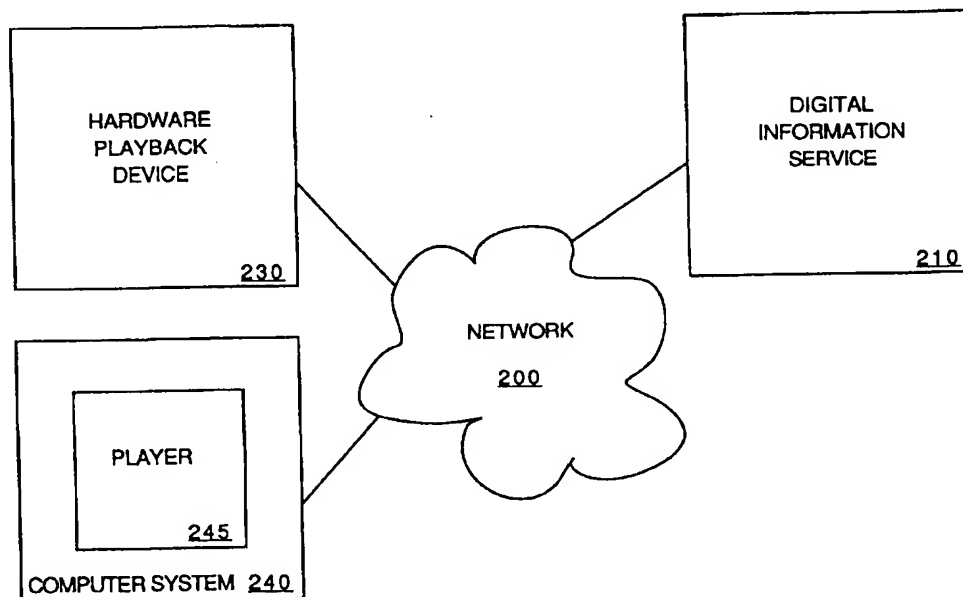 HARDWARE
PLAYBACK
DEVICE
230
DIGITAL
INFORMATION
SERVICE
210
NETWORK
200
PLAYER
245
COMPUTER SYSTEM 240